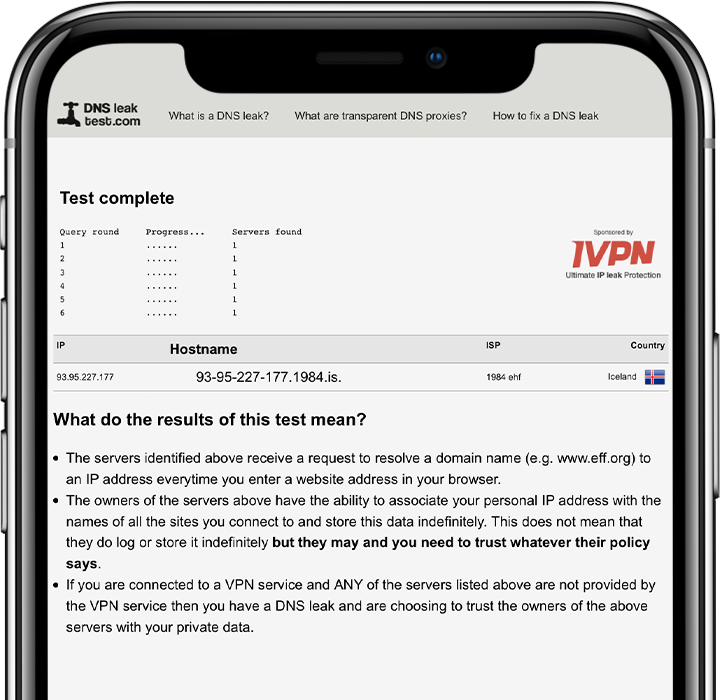 DNS leak
test.com
What is a DNS leak? What are transparent DNS proxies? How to fix a DNS leak
Test complete
Query round Progress... Servers found
1 ...... 1
2 ...... 1
3 ...... 1
4 ...... 1
5 ...... 1
6 ...... 1
Sponsored by
IVPN
Ultimate IP leak Protection
IP Hostname ISP Country
93.95.227.177 93-95-227-177.1984.is. 1984 ehf Iceland
What do the results of this test mean?
• The servers identified above receive a request to resolve a domain name (e.g. www.eff.org) to
an IP address everytime you enter a website address in your browser.
• The owners of the servers above have the ability to associate your personal IP address with the
names of all the sites you connect to and store this data indefinitely. This does not mean that
they do log or store it indefinitely but they may and you need to trust whatever their policy
says.
• If you are connected to a VPN service and ANY of the servers listed above are not provided by
the VPN service then you have a DNS leak and are choosing to trust the owners of the above
servers with your private data.